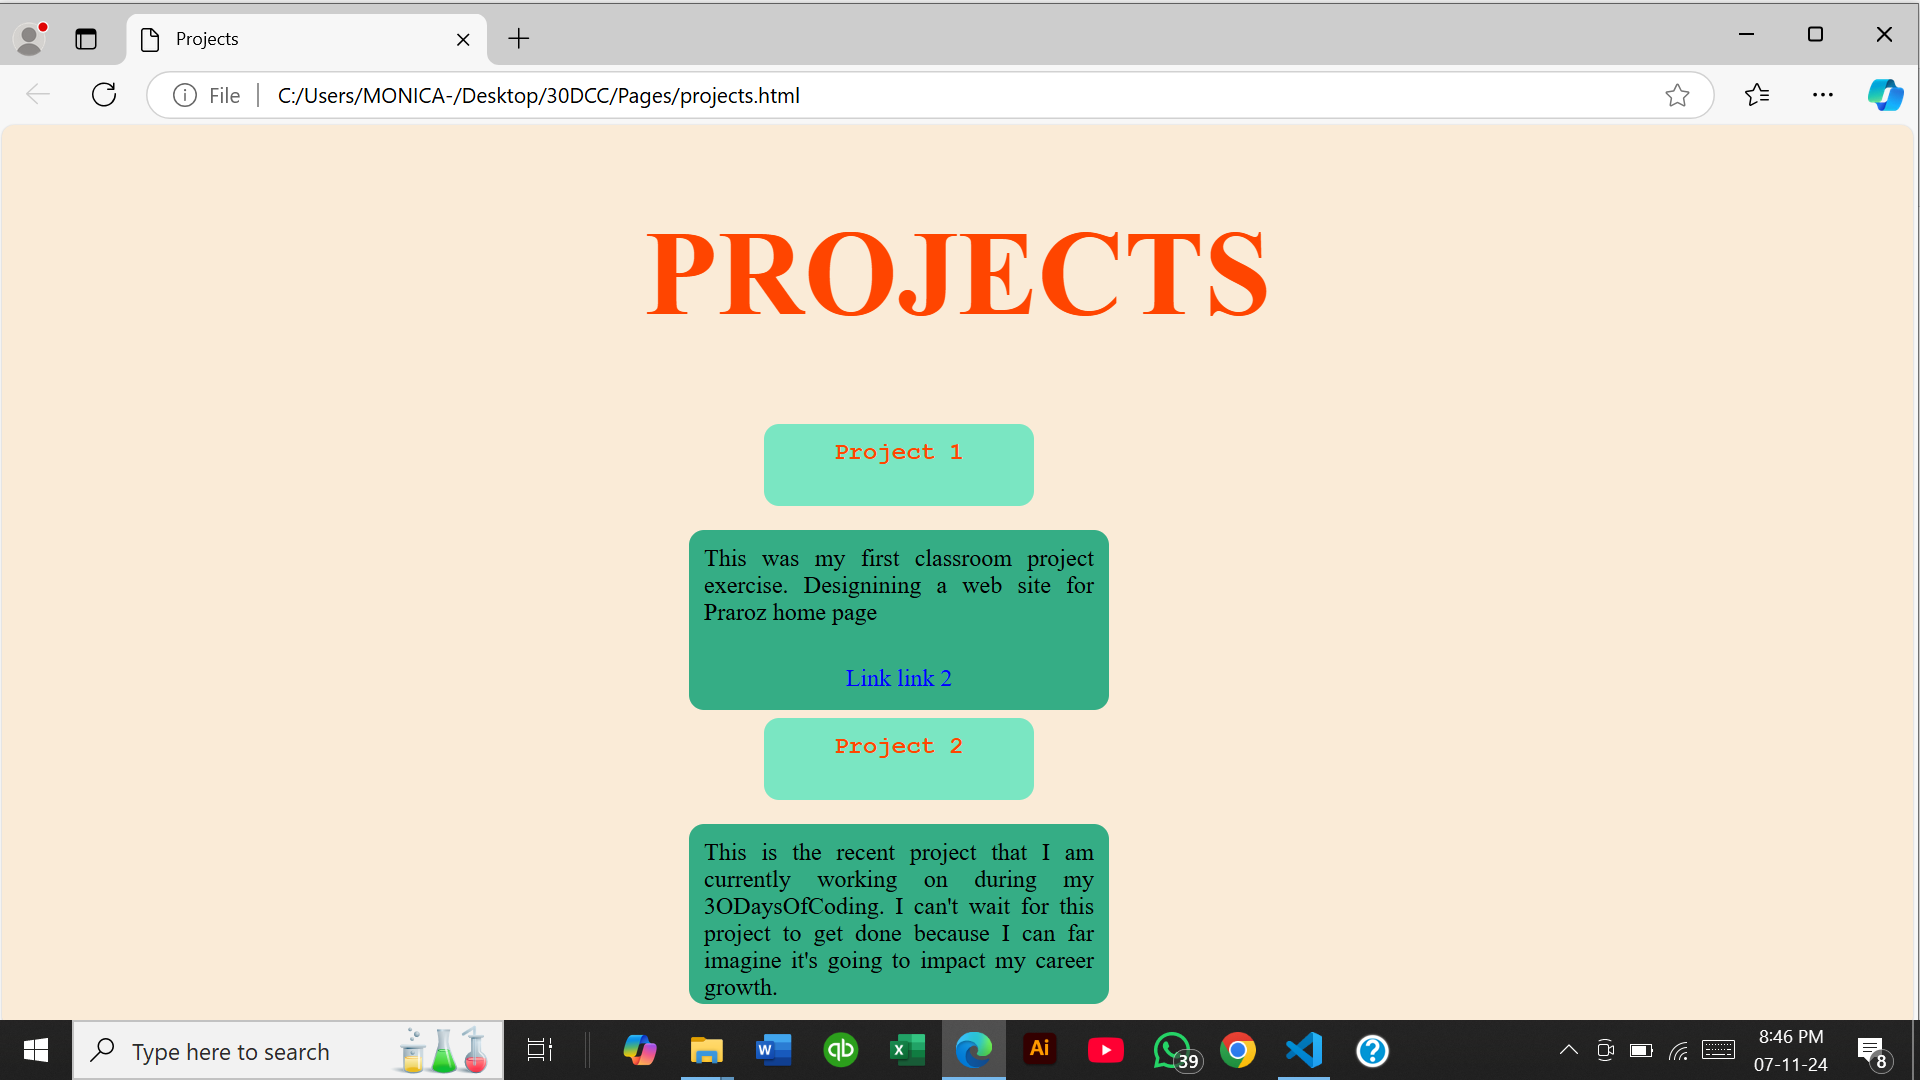 Projects
File
C:/Users/MONICA-/Desktop/30DCC/Pages/projects.html
PROJECTS
Project 1
This was my first classroom project
exercise. Designining a web site for
Praroz home page
Link link 2
Project 2
This is the recent project that I am
currently working on during my
3ODaysOfCoding. I can't wait for this
project to get done because I can far
imagine it's going to impact my career
growth.
Type here to search
W
qb
X
Ai
39
?
8:46 PM
07-11-24
8